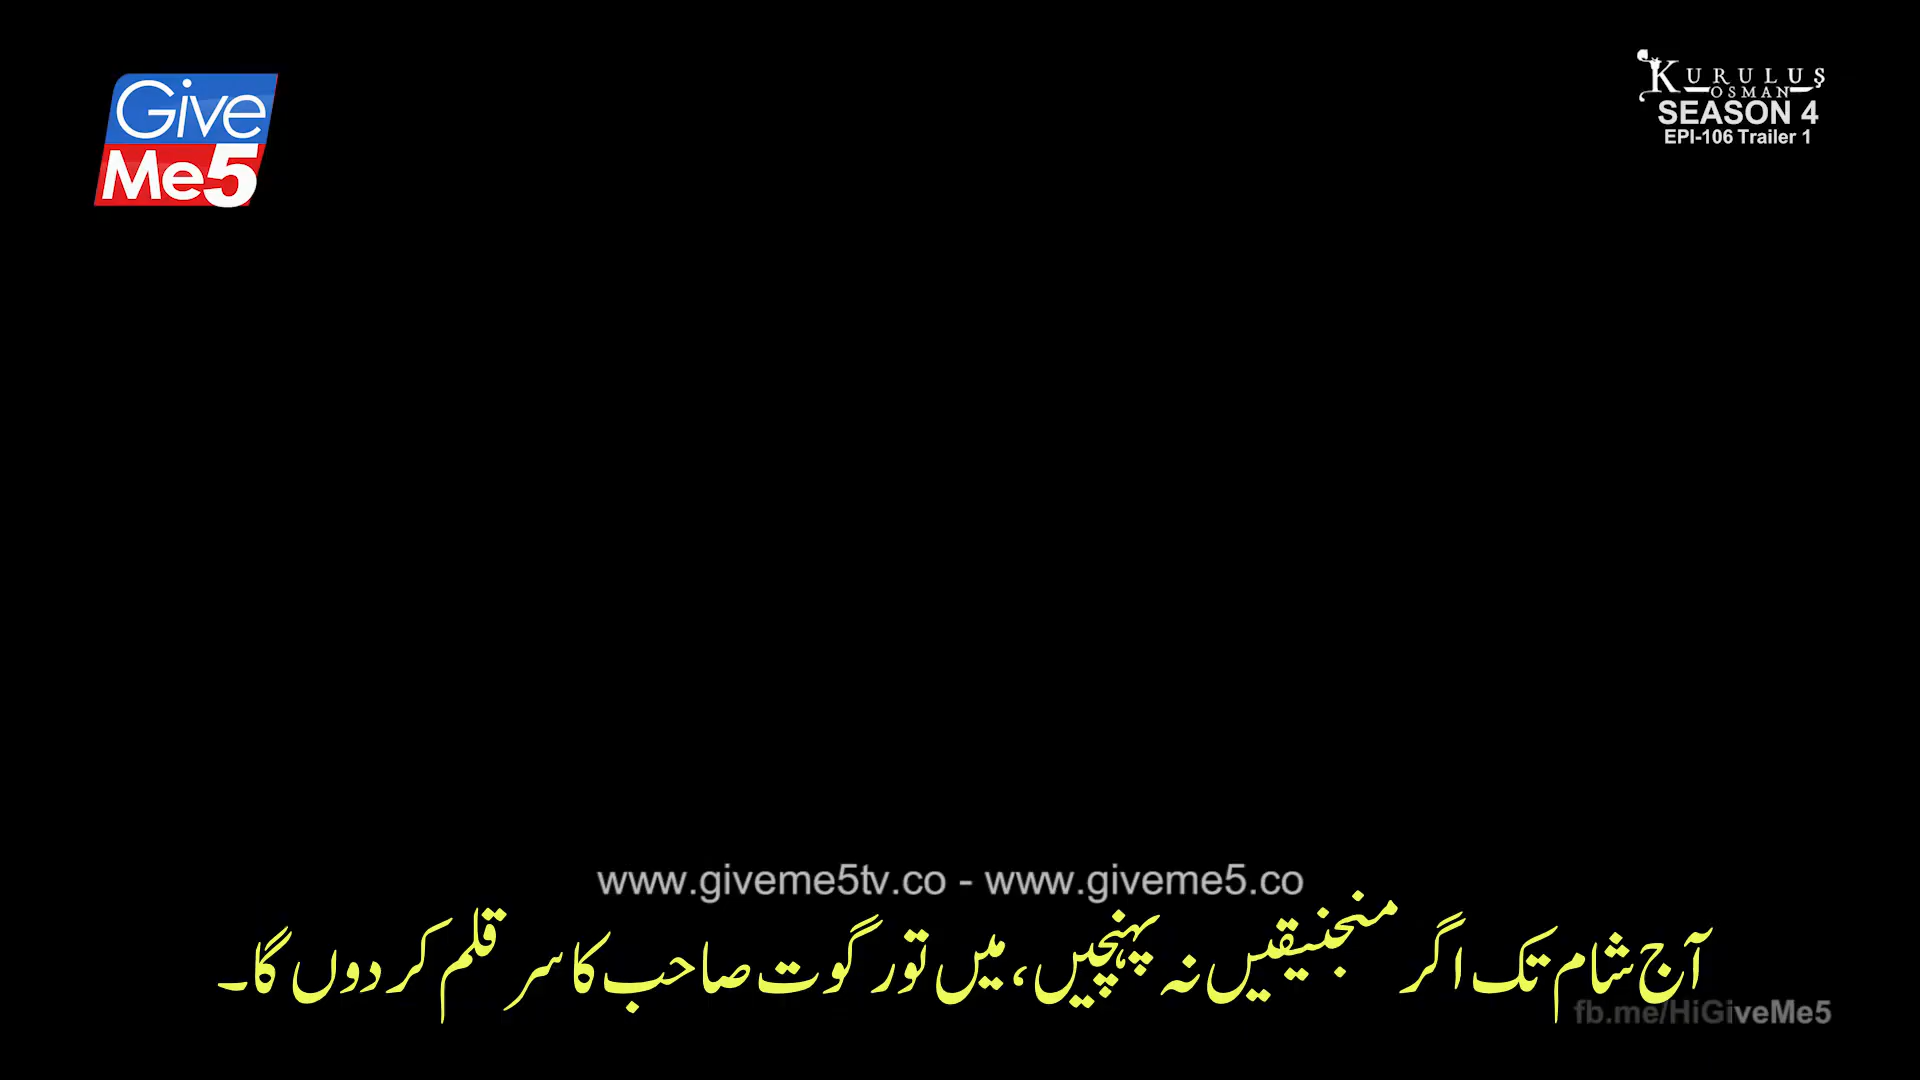 Give
Me5
KURULUŞ
OSMAN
SEASON 4
EPI-106 Trailer 1
www.giveme5tv.co - www.giveme5.co
آج شام تک اگر منجنیقیں نہ پہنچیں، میں تورگوت صاحب کا سر قلم کر دوں گا۔
fb.me/HiGiveMe5